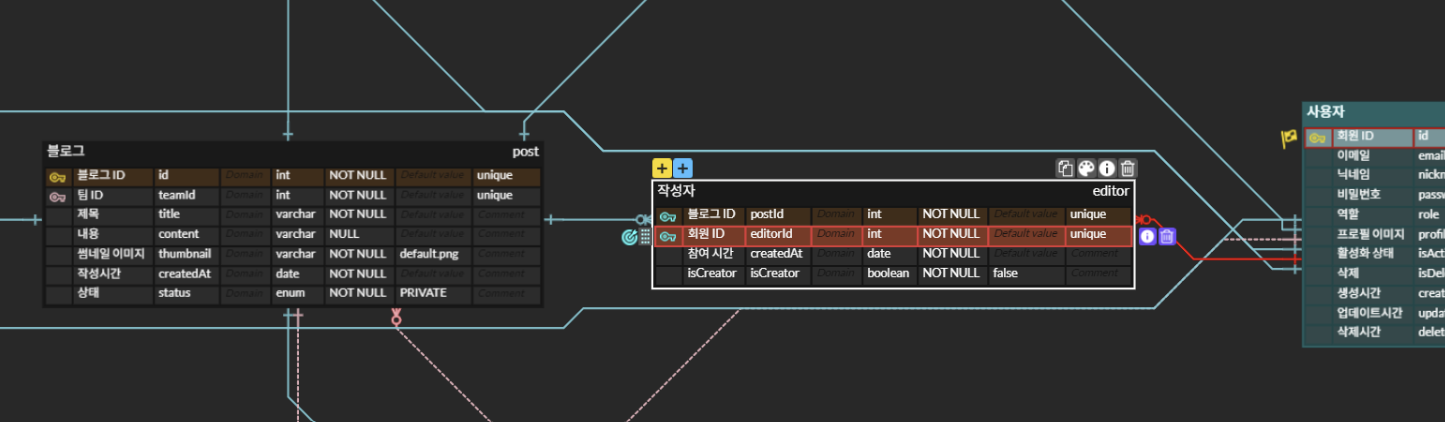 블로그 post
블로그 ID id Domain int NOT NULL Default value unique
팀 ID teamId Domain int NOT NULL Default value unique
제목 title Domain varchar NOT NULL Default value Comment
내용 content Domain varchar NULL Default value Comment
썸네일 이미지 thumbnail Domain varchar NOT NULL default.png Comment
작성시간 createdAt Domain date NOT NULL Default value Comment
상태 status Domain enum NOT NULL PRIVATE Comment
작성자 editor
블로그 ID postId Domain int NOT NULL Default value unique
회원 ID editorId Domain int NOT NULL Default value unique
참여 시간 createdAt Domain date NOT NULL Default value Comment
isCreator isCreator Domain boolean NOT NULL false Comment
사용자
회원 ID id
이메일 emai
닉네임 nickn
비밀번호 passw
역할 role
프로필 이미지 profil
활성화 상태 isActi
삭제 isDel
생성시간 creat
업데이트시간 upda
삭제시간 delet